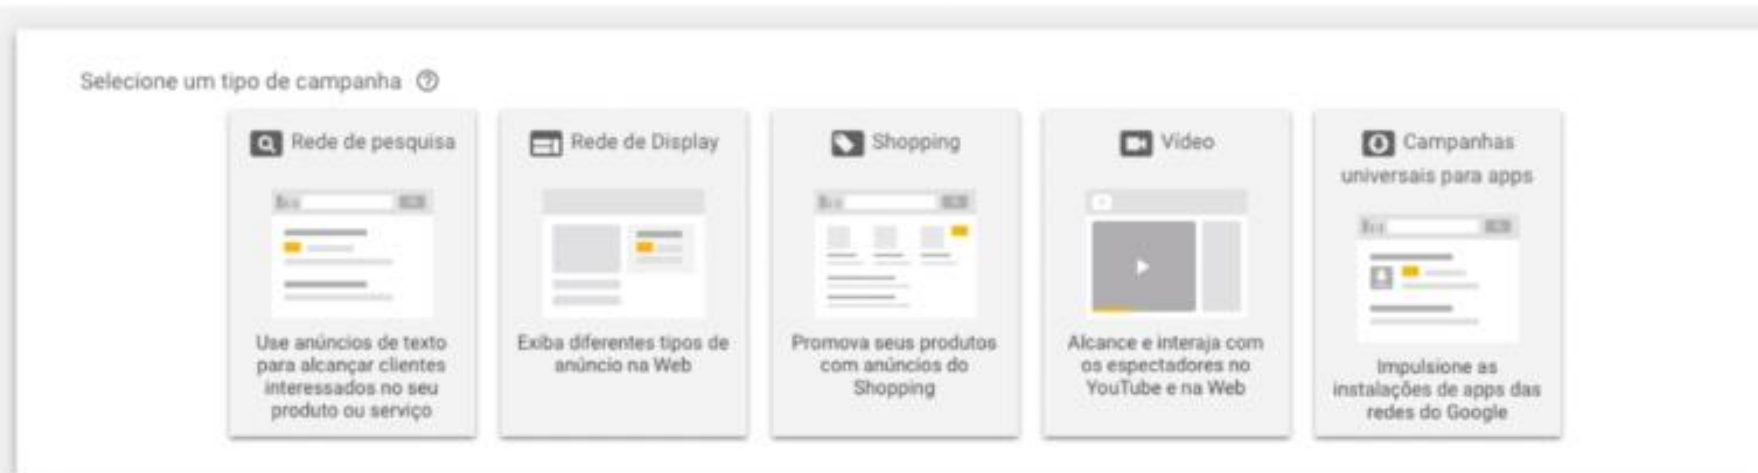 Selecione um tipo de campanha
Rede de pesquisa
Use anúncios de texto
para alcançar clientes
interessados no seu
produto ou serviço
Rede de Display
Exiba diferentes tipos de
anúncio na Web
Shopping
Promova seus produtos
com anúncios do
Shopping
Vídeo
Alcance e interaja com
os espectadores no
YouTube e na Web
Campanhas
universais para apps
Impulsione as
instalações de apps das
redes do Google